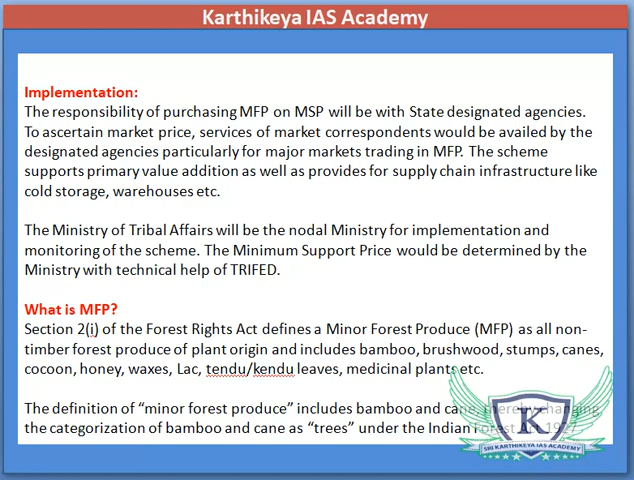 Karthikeya IAS Academy
Implementation:
The responsibility of purchasing MFP on MSP will be with State designated agencies.
To ascertain market price, services of market correspondents would be availed by the
designated agencies particularly for major markets trading in MFP. The scheme
supports primary value addition as well as provides for supply chain infrastructure like
cold storage, warehouses etc.
The Ministry of Tribal Affairs will be the nodal Ministry for implementation and
monitoring of the scheme. The Minimum Support Price would be determined by the
Ministry with technical help of TRIFED.
What is MFP?
Section 2(i) of the Forest Rights Act defines a Minor Forest Produce (MFP) as all non-
timber forest produce of plant origin and includes bamboo, brushwood, stumps, canes,
cocoon, honey, waxes, Lac, tendu/kendu leaves, medicinal plants etc.
The definition of “minor forest produce” includes bamboo and cane, thereby changing
the categorization of bamboo and cane as “trees” under the Indian Forest Act 1927.
K
SRI KARTHIKEYA IAS ACADEMY